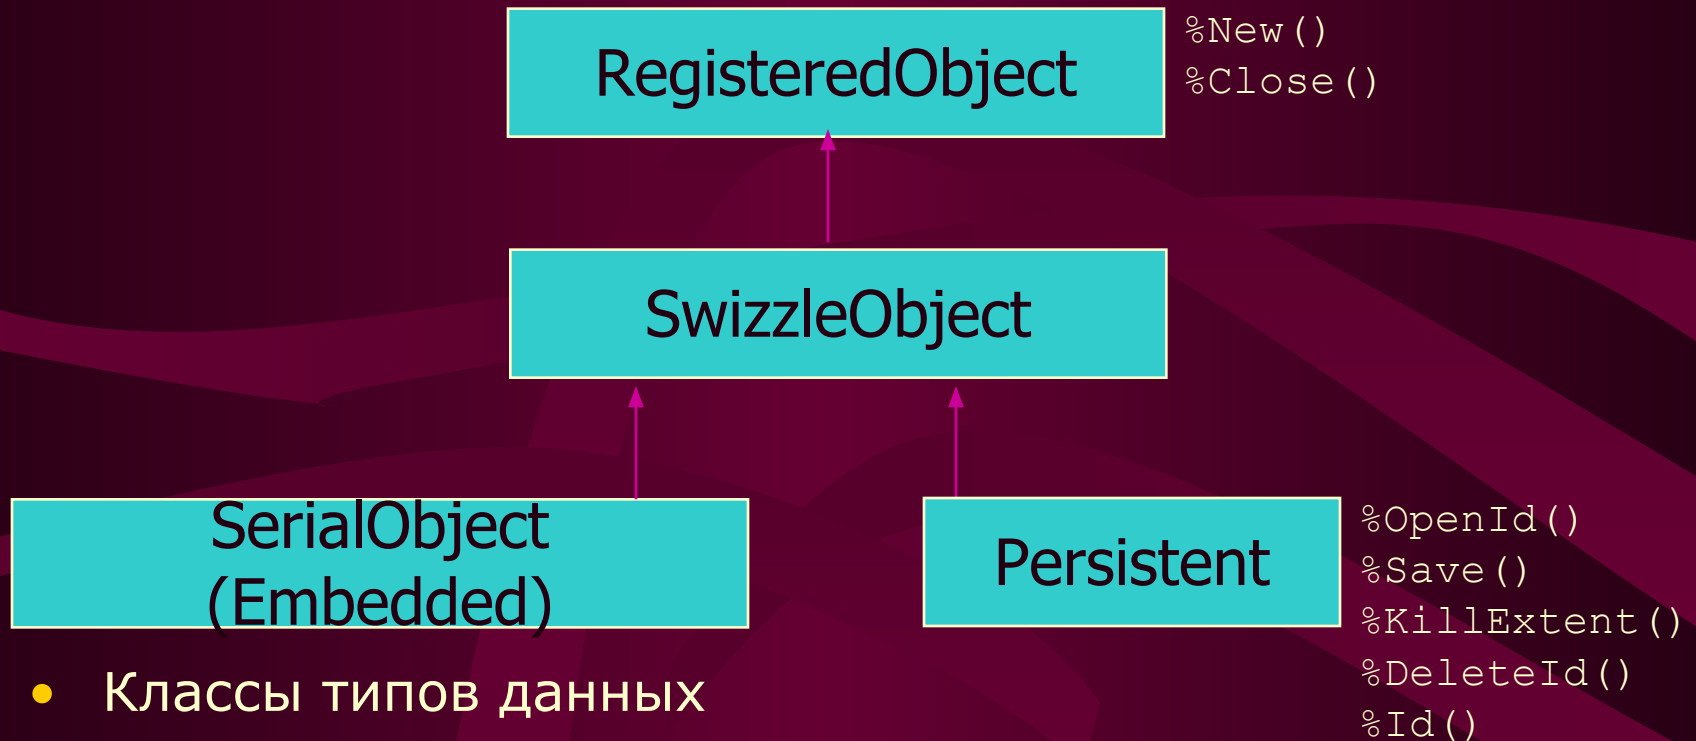 RegisteredObject
%New()
%Close()
SwizzleObject
SerialObject
(Embedded)
Persistent
%OpenId()
%Save()
%KillExtent()
%DeleteId()
%Id()
• Классы типов данных